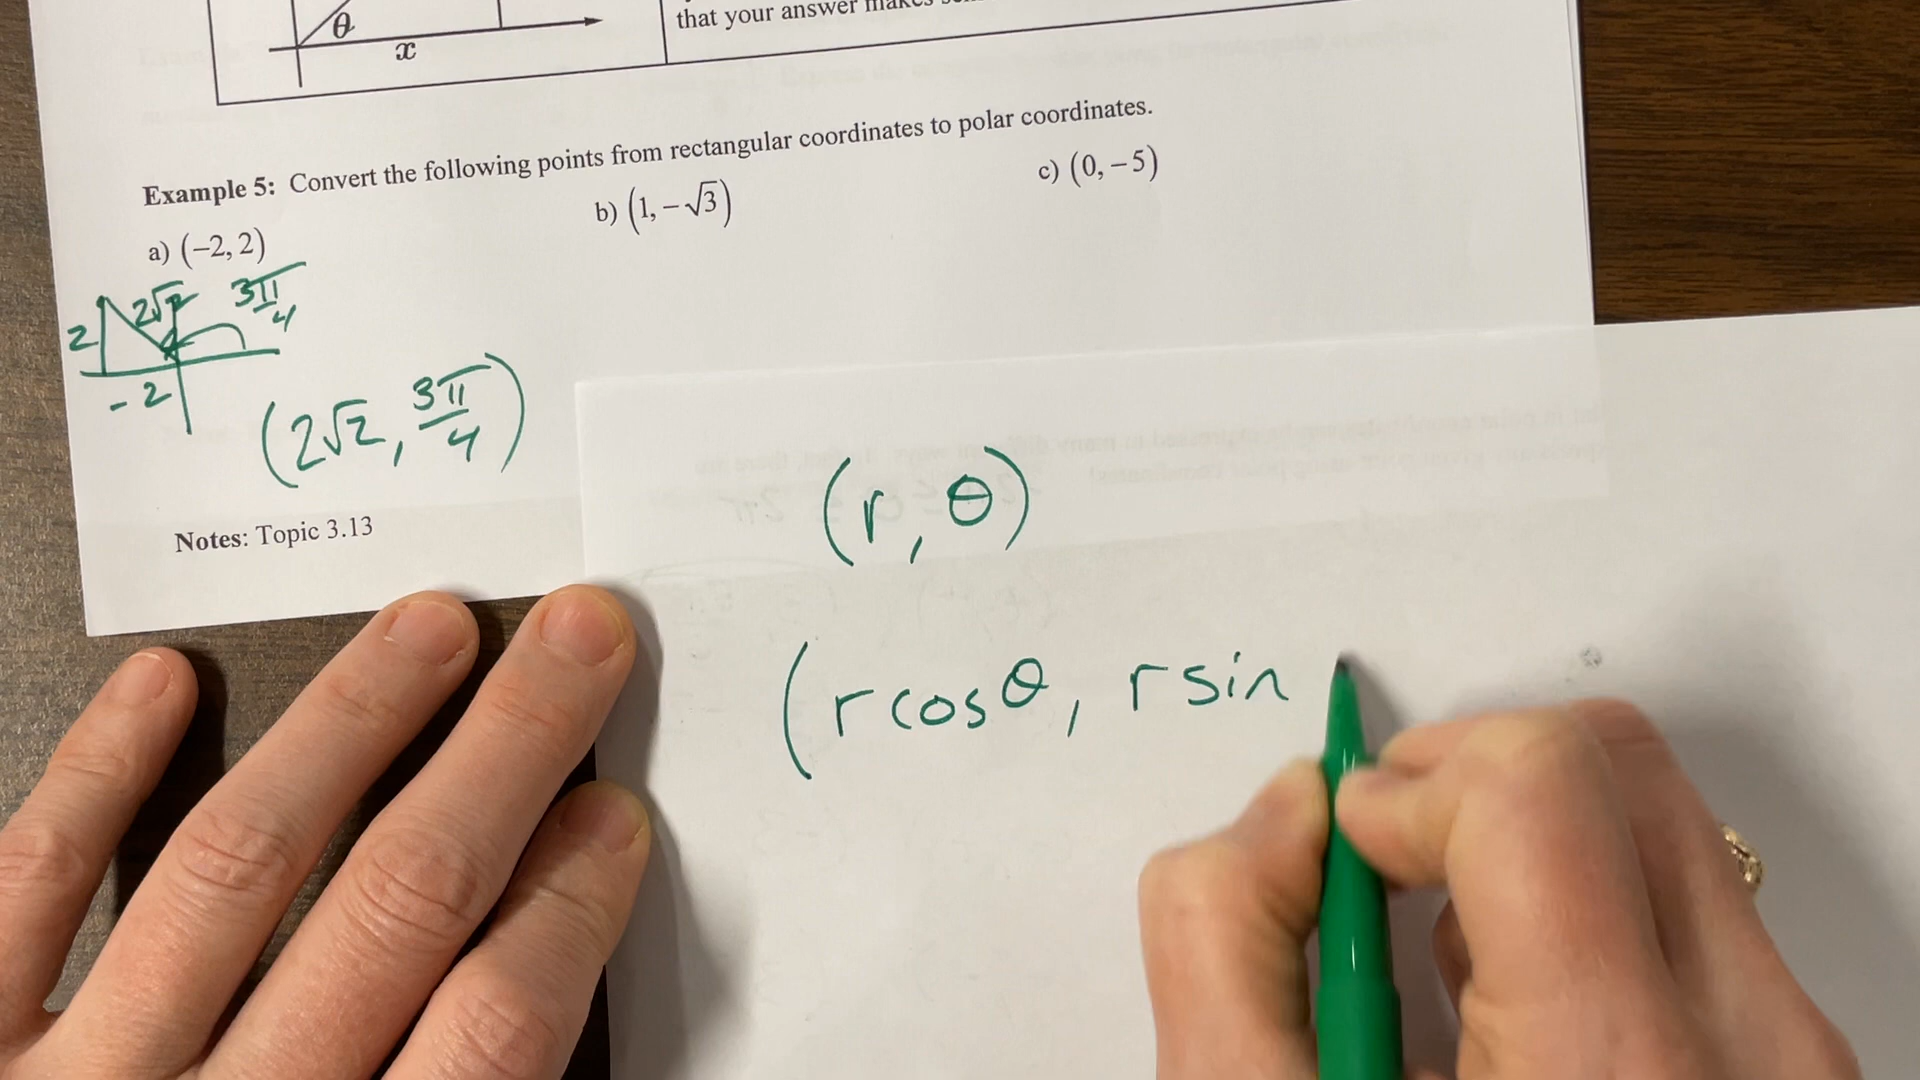 θ
x
that your answer makes
Example 5: Convert the following points from rectangular coordinates to polar coordinates.
a) (−2, 2)
b) (1, −√3)
c) (0, −5)
2
2√2
3π/4
-2
(2√2, 3π/4)
Notes: Topic 3.13
(r, θ)
(r cosθ, r sin